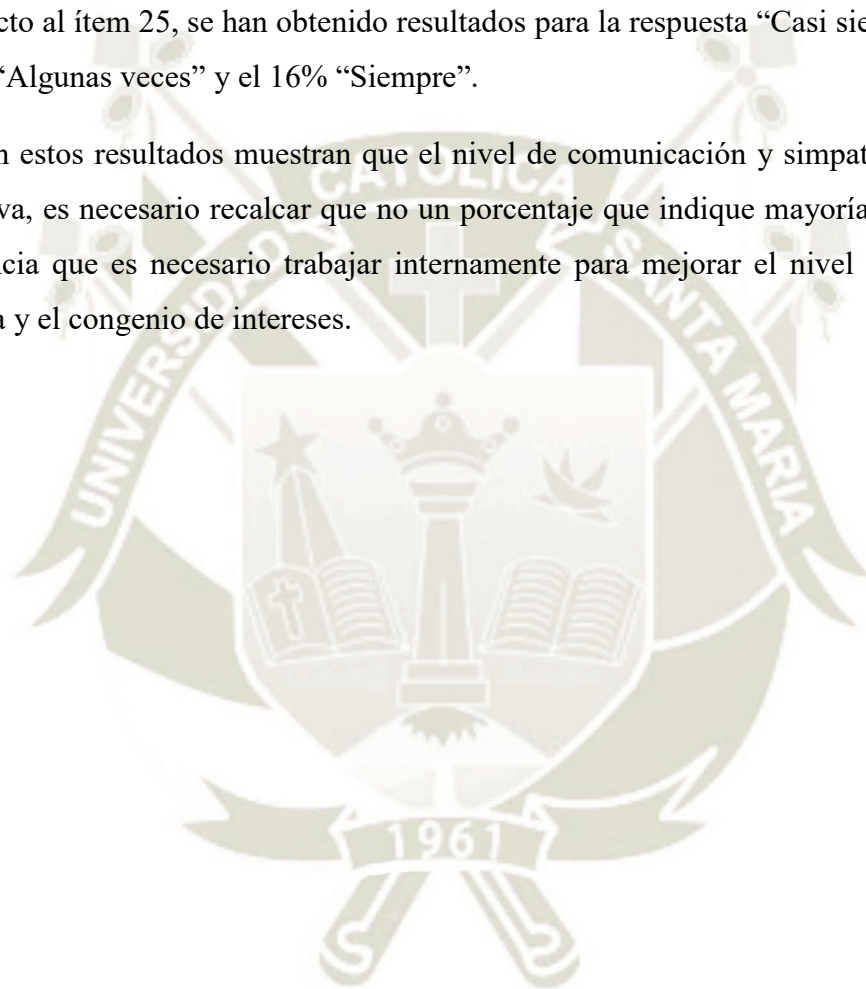 cto al ítem 25, se han obtenido resultados para la respuesta “Casi sie
“Algunas veces” y el 16% “Siempre”.
n estos resultados muestran que el nivel de comunicación y simpat
va, es necesario recalcar que no un porcentaje que indique mayoría
cia que es necesario trabajar internamente para mejorar el nivel
a y el congenio de intereses.
UNIVERSIDAD CATOLICA SANTA MARIA
1961